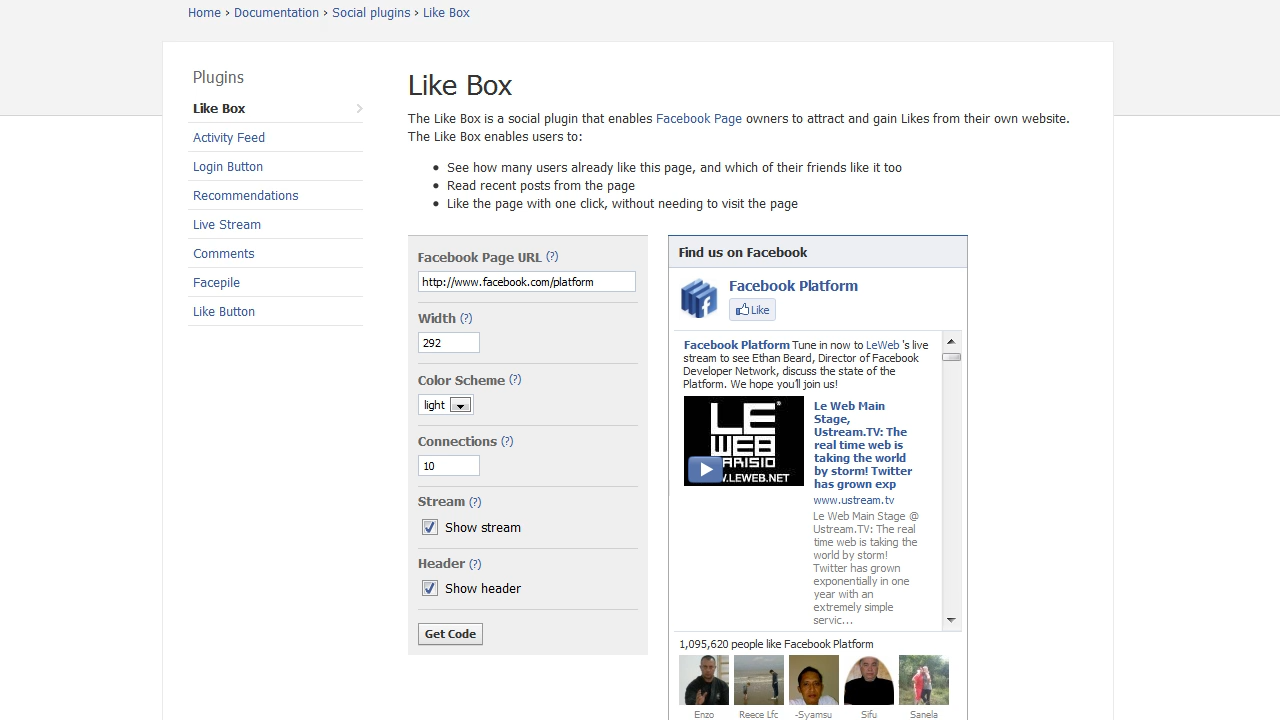 Home › Documentation › Social plugins › Like Box
Plugins
Like Box
Activity Feed
Login Button
Recommendations
Live Stream
Comments
Facepile
Like Button
Like Box
The Like Box is a social plugin that enables Facebook Page owners to attract and gain Likes from their own website.
The Like Box enables users to:
• See how many users already like this page, and which of their friends like it too
• Read recent posts from the page
• Like the page with one click, without needing to visit the page
Facebook Page URL (?)
http://www.facebook.com/platform
Width (?)
292
Color Scheme (?)
light
Connections (?)
10
Stream (?)
Show stream
Header (?)
Show header
Get Code
Find us on Facebook
Facebook Platform
Like
Facebook Platform Tune in now to LeWeb 's live
stream to see Ethan Beard, Director of Facebook
Developer Network, discuss the state of the
Platform. We hope you'll join us!
LE
WEB
ARIS10
W.LEWEB.NET
Le Web Main
Stage,
Ustream.TV: The
real time web is
taking the world
by storm! Twitter
has grown exp
www.ustream.tv
Le Web Main Stage @
Ustream.TV: The real
time web is taking the
world by storm!
Twitter has grown
exponentially in one
year with an
extremely simple
servic...
1,095,620 people like Facebook Platform
Enzo Reece Lfc -Syamsu Sifu Sanela